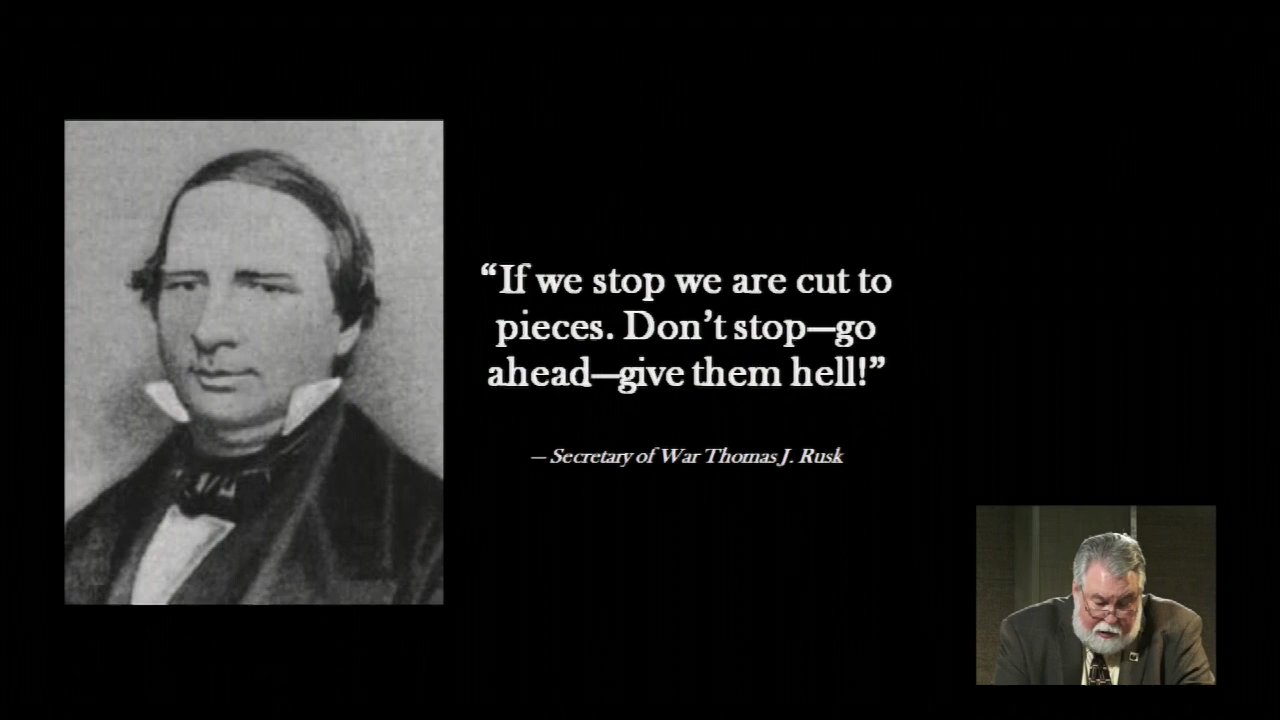 “If we stop we are cut to
pieces. Don’t stop—go
ahead—give them hell!”
— Secretary of War Thomas J. Rusk